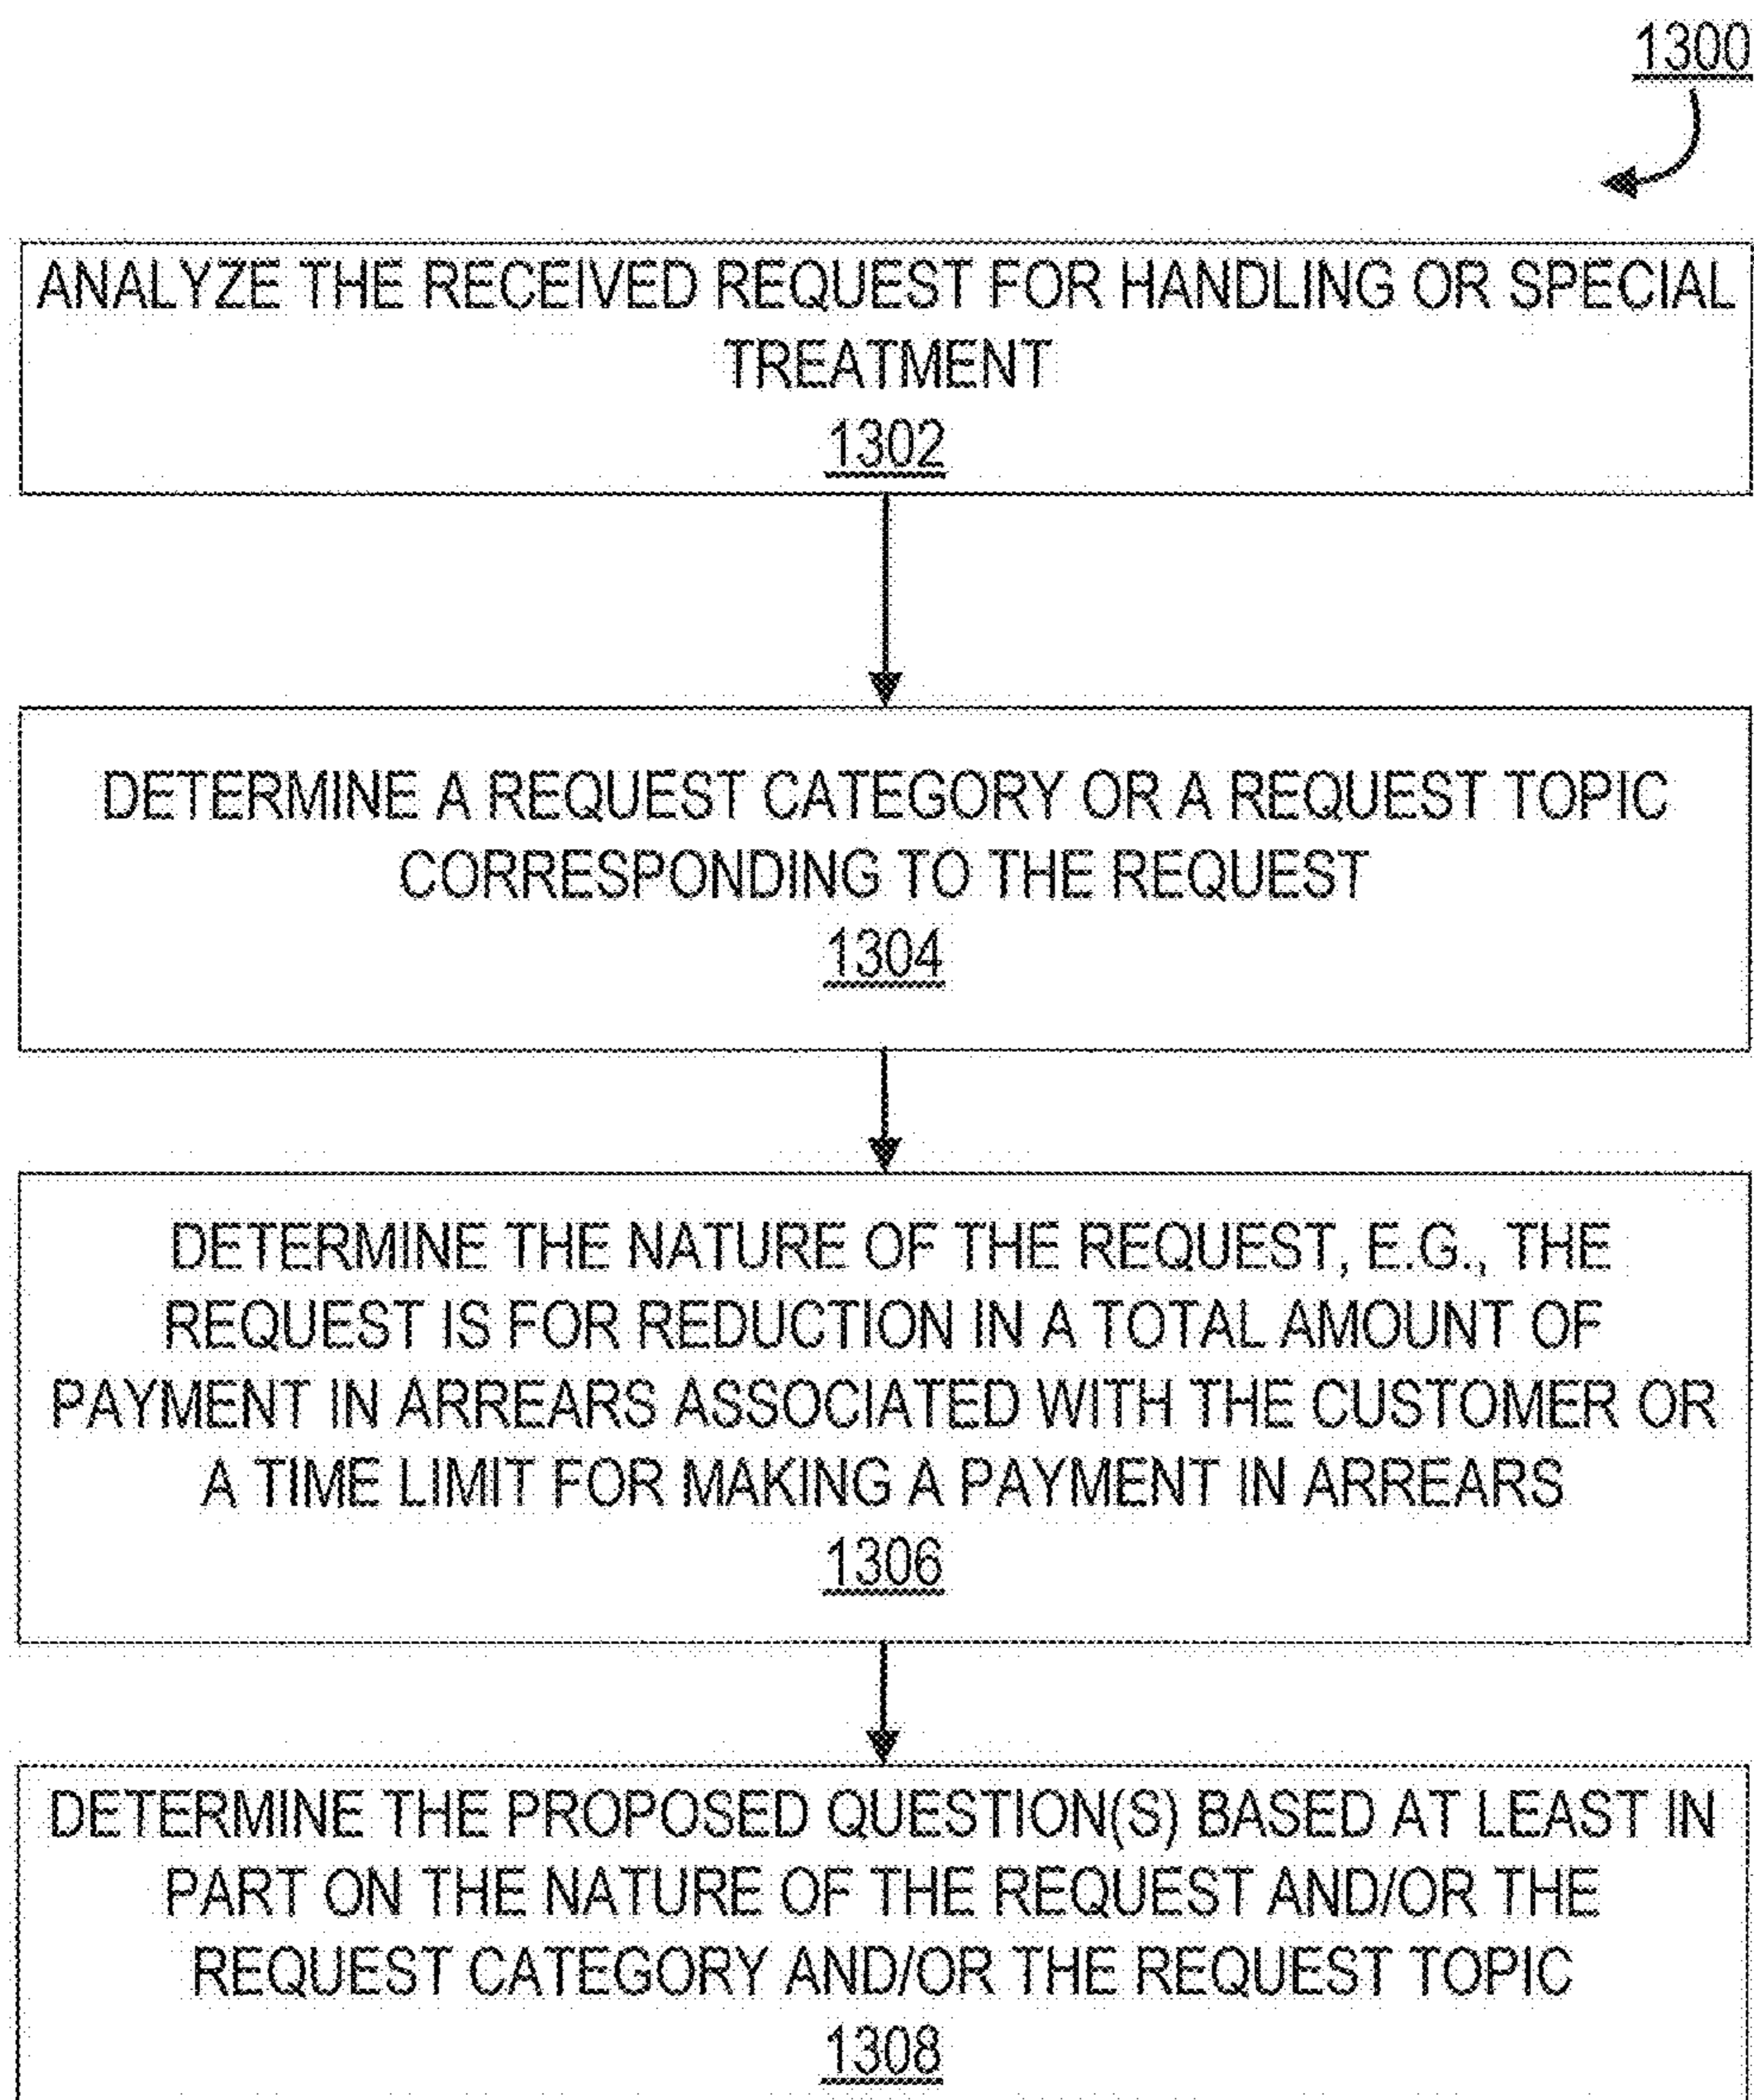 1300
ANALYZE THE RECEIVED REQUEST FOR HANDLING OR SPECIAL
TREATMENT
1302
DETERMINE A REQUEST CATEGORY OR A REQUEST TOPIC
CORRESPONDING TO THE REQUEST
1304
DETERMINE THE NATURE OF THE REQUEST, E.G., THE
REQUEST IS FOR REDUCTION IN A TOTAL AMOUNT OF
PAYMENT IN ARREARS ASSOCIATED WITH THE CUSTOMER OR
A TIME LIMIT FOR MAKING A PAYMENT IN ARREARS
1306
DETERMINE THE PROPOSED QUESTION(S) BASED AT LEAST IN
PART ON THE NATURE OF THE REQUEST AND/OR THE
REQUEST CATEGORY AND/OR THE REQUEST TOPIC
1308